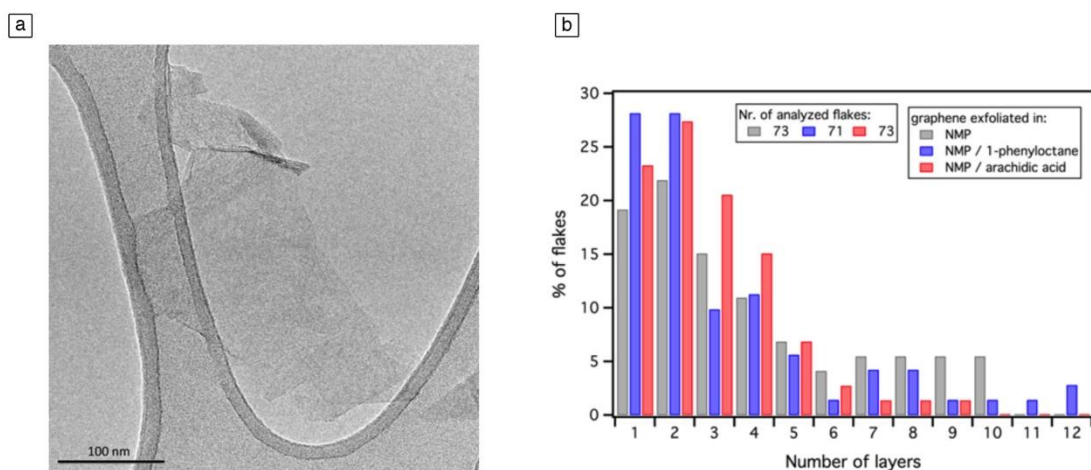 a
100 nm
b
30
25
20
15
10
5
0
% of flakes
Nr. of analyzed flakes:
73 71 73
graphene exfoliated in:
NMP
NMP / 1-phenyloctane
NMP / arachidic acid
1 2 3 4 5 6 7 8 9 10 11 12
Number of layers